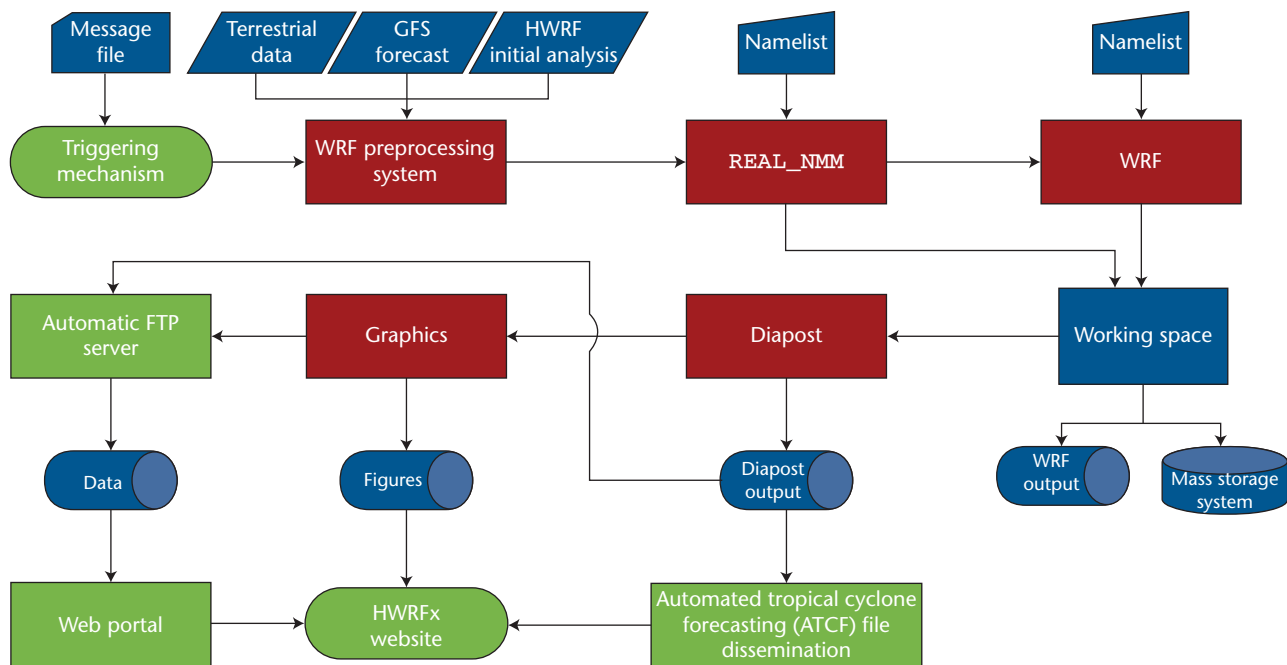 Message
file
Terrestrial
data
GFS
forecast
HWRF
initial analysis
Namelist
Namelist
Triggering
mechanism
WRF preprocessing
system
REAL_NMM
WRF
Automatic FTP
server
Graphics
Diapost
Working space
Data
Figures
Diapost
output
WRF
output
Mass storage
system
Web portal
HWRFx
website
Automated tropical cyclone
forecasting (ATCF) file
dissemination